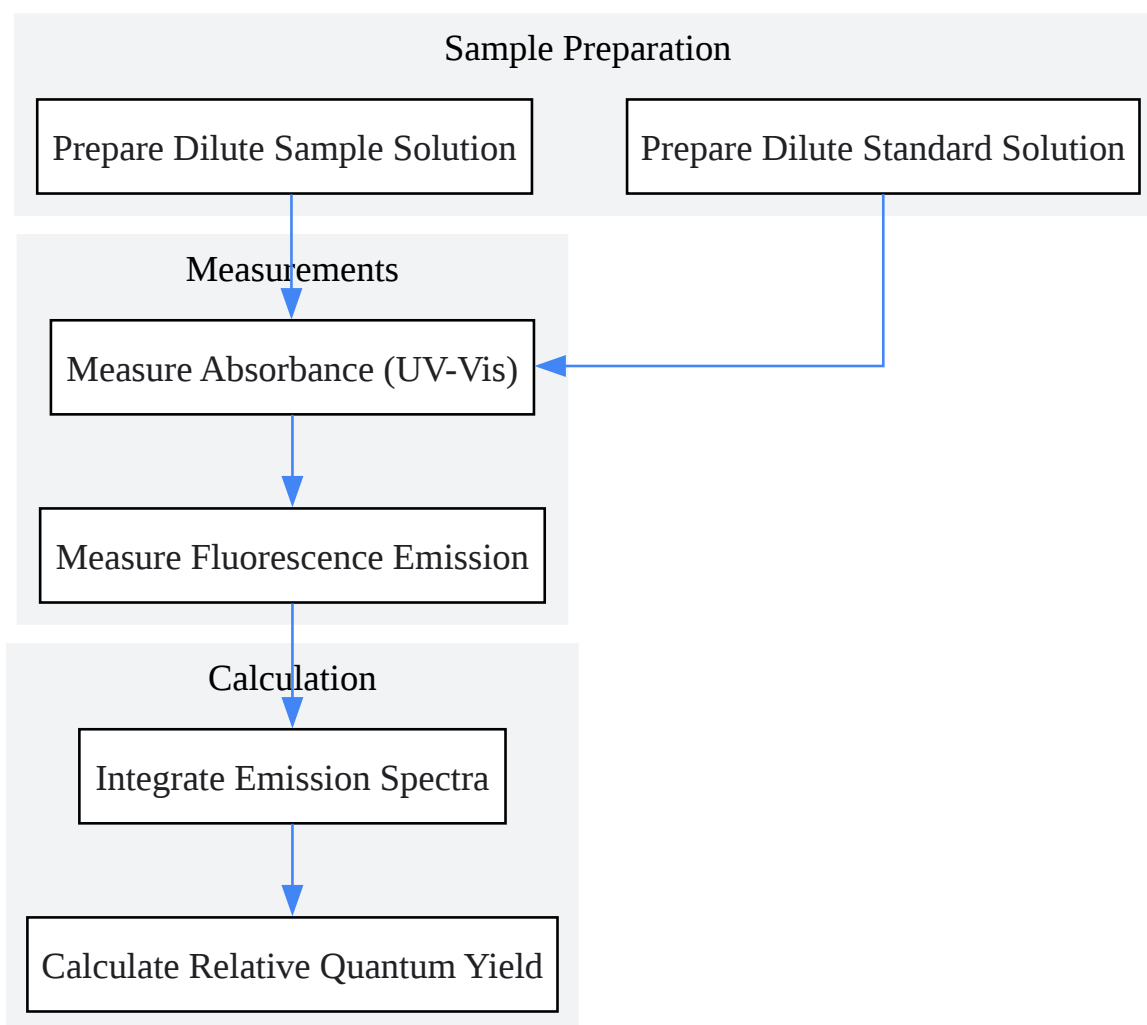 Sample Preparation
Prepare Dilute Sample Solution
Prepare Dilute Standard Solution
Measurements
Measure Absorbance (UV-Vis)
Measure Fluorescence Emission
Calculation
Integrate Emission Spectra
Calculate Relative Quantum Yield